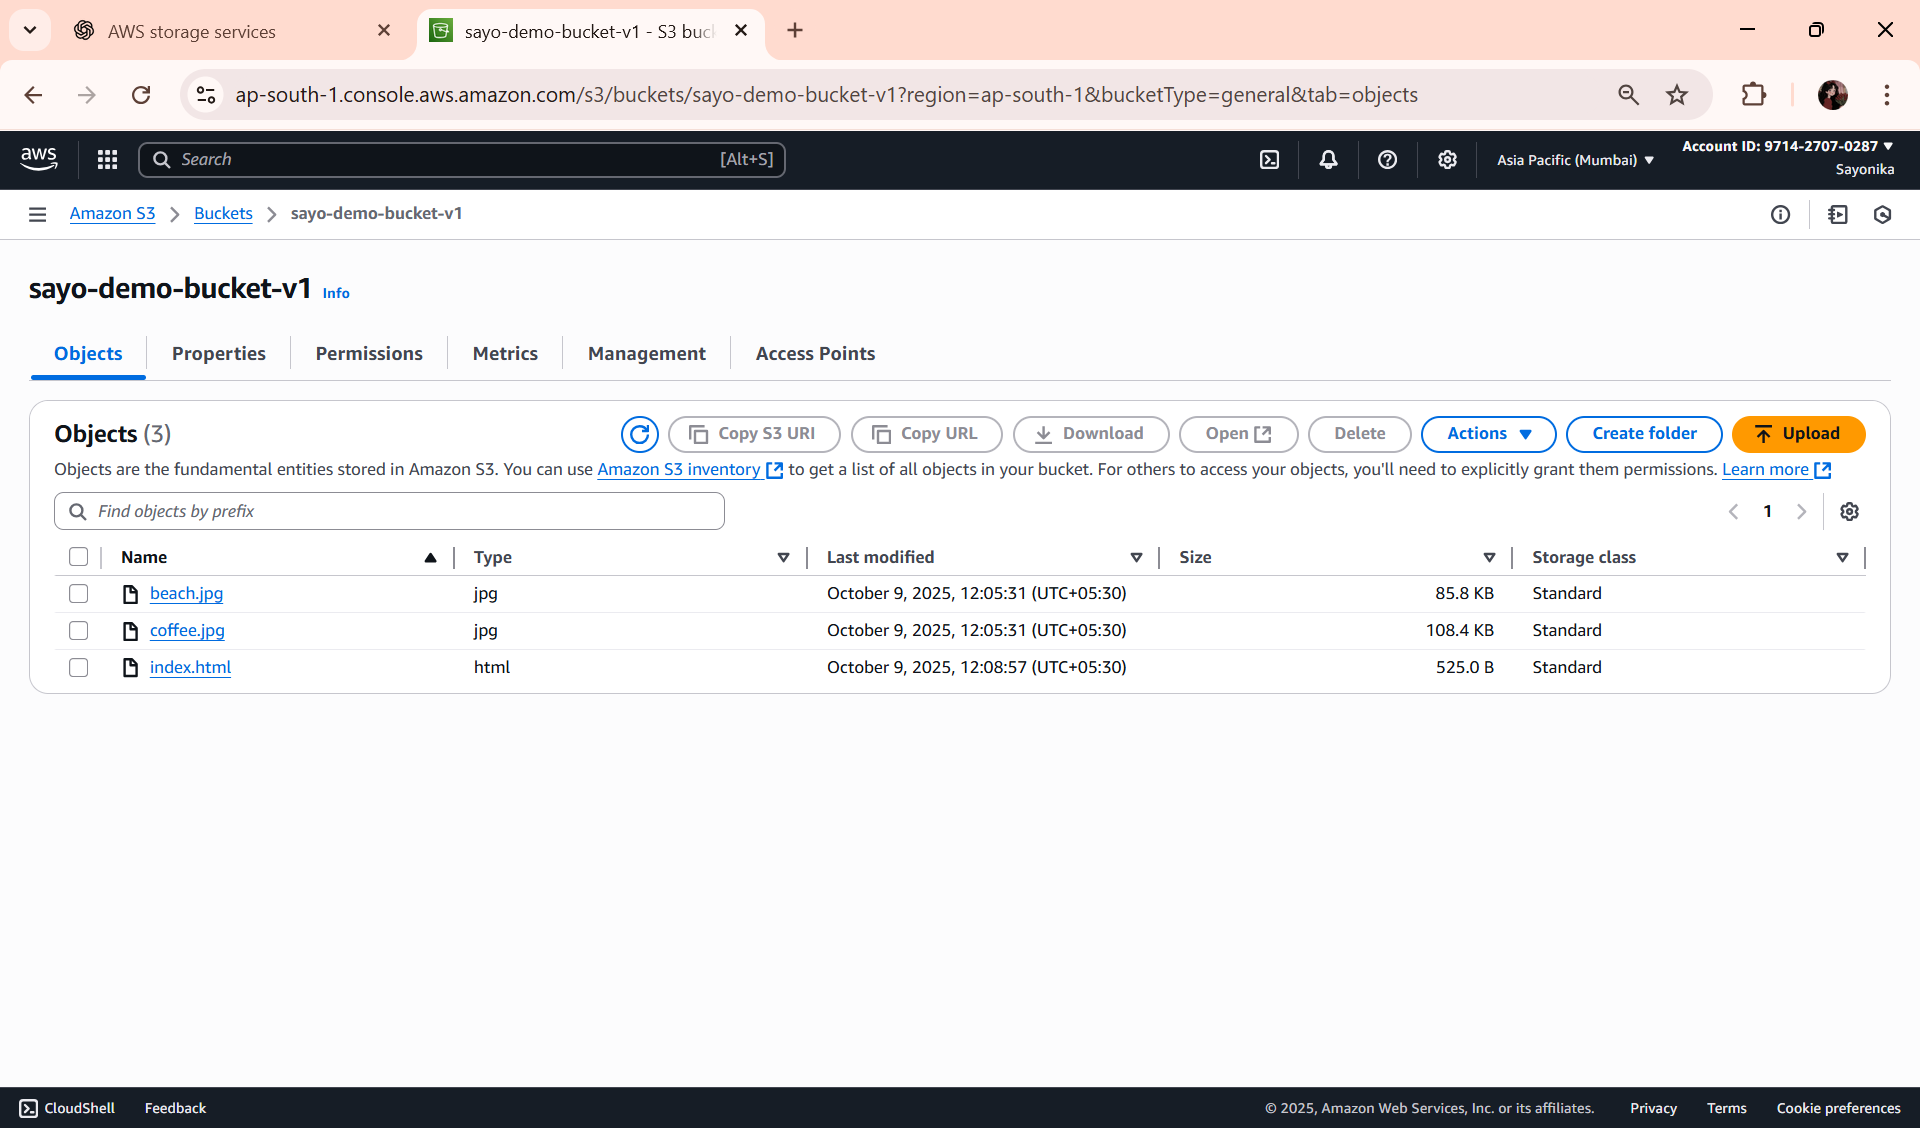 AWS storage services
sayo-demo-bucket-v1 - S3 buc
ap-south-1.console.aws.amazon.com/s3/buckets/sayo-demo-bucket-v1?region=ap-south-1&bucketType=general&tab=objects
aws
Search [Alt+S]
Asia Pacific (Mumbai)
Account ID: 9714-2707-0287
Sayonika
Amazon S3 Buckets sayo-demo-bucket-v1
sayo-demo-bucket-v1 Info
Objects Properties Permissions Metrics Management Access Points
Objects (3) Copy S3 URI Copy URL Download Open Delete Actions Create folder Upload
Objects are the fundamental entities stored in Amazon S3. You can use Amazon S3 inventory to get a list of all objects in your bucket. For others to access your objects, you'll need to explicitly grant them permissions. Learn more
Find objects by prefix 1
Name Type Last modified Size Storage class
beach.jpg jpg October 9, 2025, 12:05:31 (UTC+05:30) 85.8 KB Standard
coffee.jpg jpg October 9, 2025, 12:05:31 (UTC+05:30) 108.4 KB Standard
index.html html October 9, 2025, 12:08:57 (UTC+05:30) 525.0 B Standard
CloudShell Feedback © 2025, Amazon Web Services, Inc. or its affiliates. Privacy Terms Cookie preferences